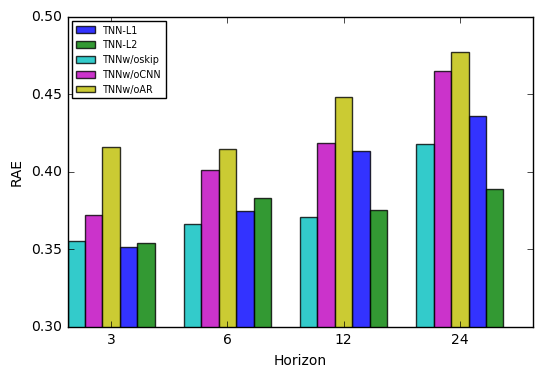 0.50
0.45
0.40
0.35
0.30
RAE
TNN-L1
TNN-L2
TNNw/oskip
TNNw/oCNN
TNNw/oAR
3 6 12 24
Horizon